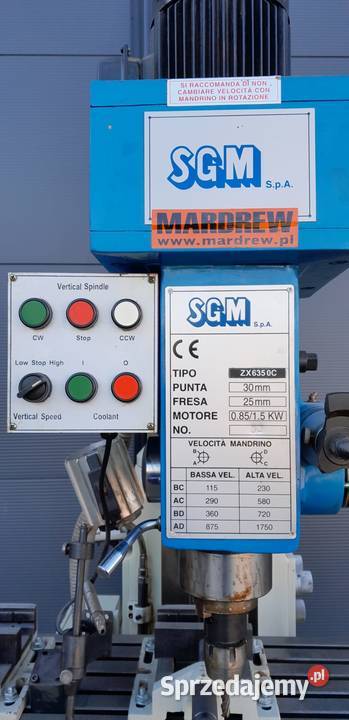 SI RACCOMANDA DI NON
CAMBIARE VELOCITÀ CON
MANDRINO IN ROTAZIONE
SGM S.p.A.
MARDREW
www.mardrew.pl
Vertical Spindle
CW Stop CCW
Low Stop High I O
Vertical Speed Coolant
SGM S.p.A.
CE
TIPO ZX6350C
PUNTA 30mm
FRESA 25mm
MOTORE 0.85/1.5 KW
NO.
VELOCITÀ MANDRINO
B A D C
BASSA VEL. ALTA VEL.
BC 115 230
AC 290 580
BD 360 720
AD 875 1750
Sprzedajemy.pl